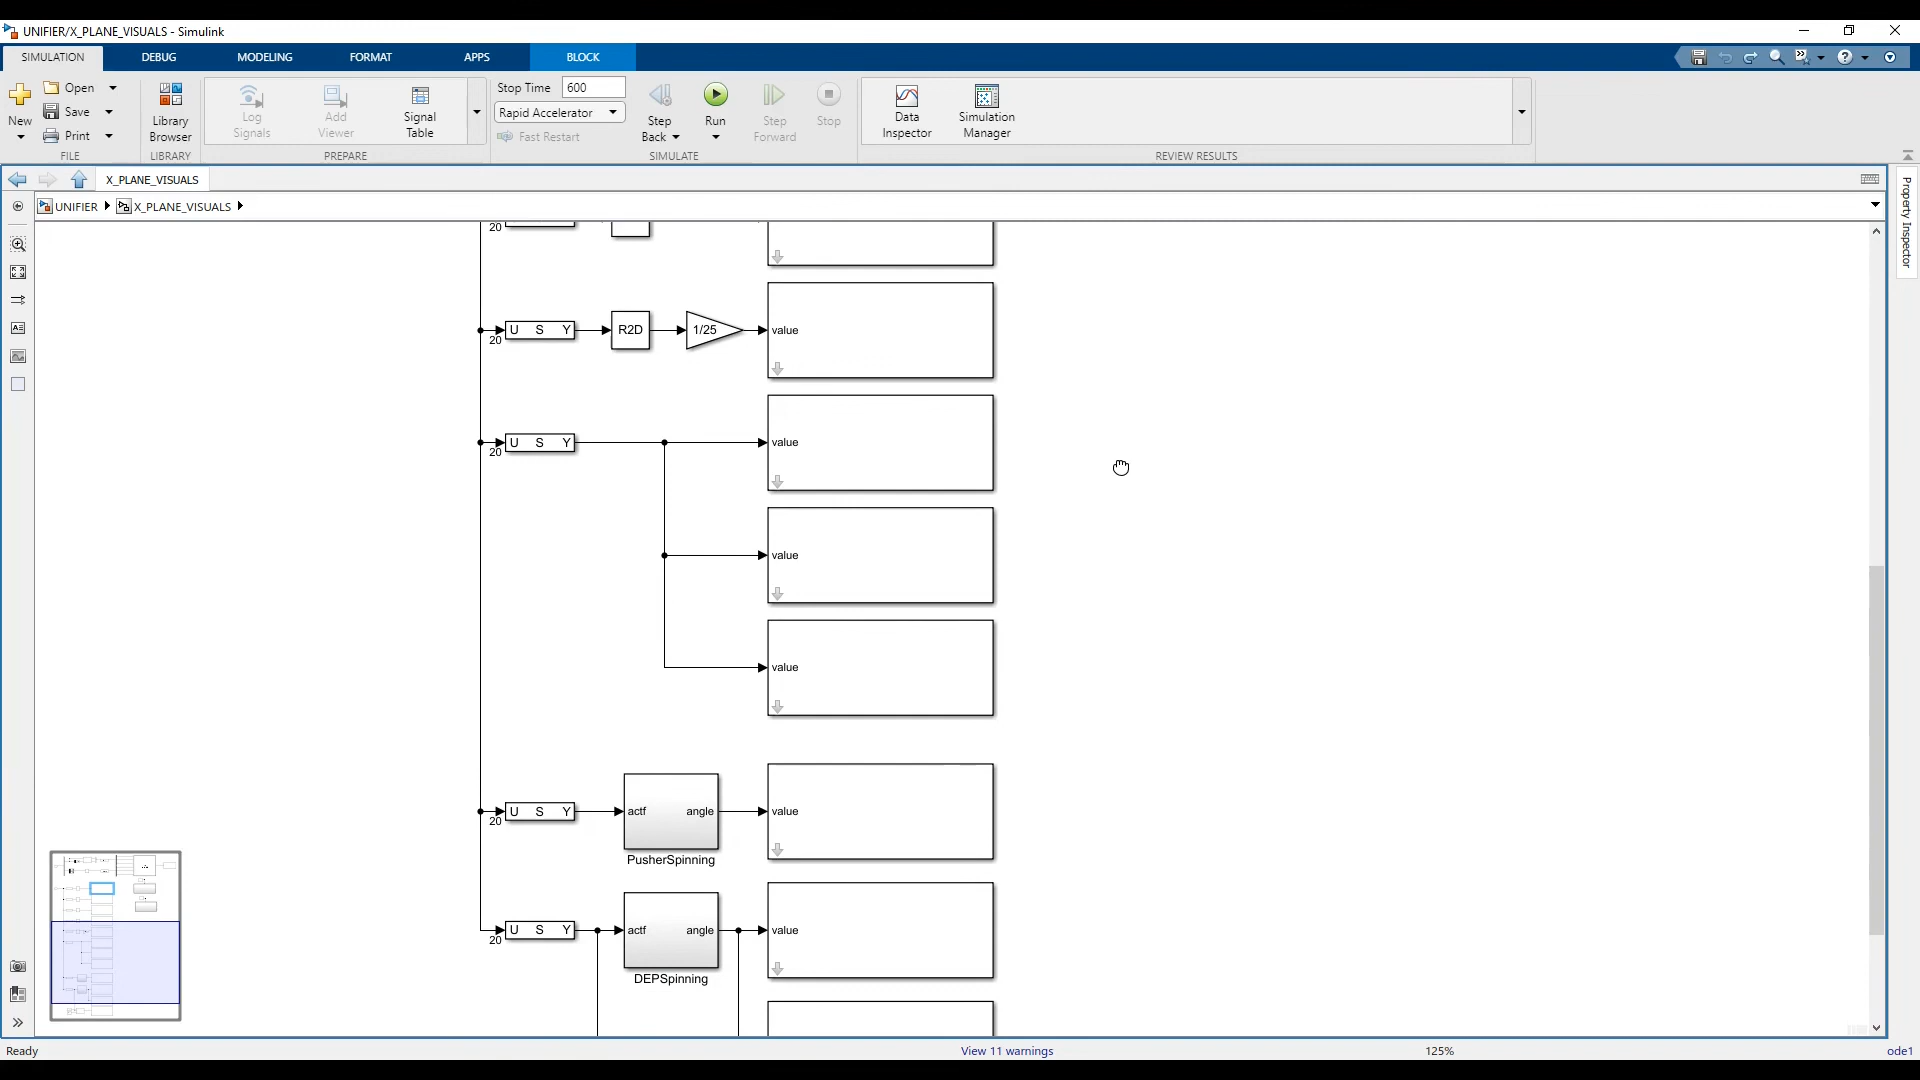 UNIFIER/X_PLANE_VISUALS - Simulink
SIMULATION DEBUG MODELING FORMAT APPS BLOCK
New
Open
Save
Print
FILE
Library Browser
LIBRARY
Log Signals
Add Viewer
Signal Table
PREPARE
Stop Time 600
Rapid Accelerator
Fast Restart
Step Back
Run
Step Forward
Stop
SIMULATE
Data Inspector
Simulation Manager
REVIEW RESULTS
X_PLANE_VISUALS
UNIFIER X_PLANE_VISUALS
Property Inspector
20
U S Y R2D 1/25 value
20
U S Y value
20
value
value
U S Y actf angle value
20
PusherSpinning
U S Y actf angle value
20
DEPSpinning
Ready View 11 warnings 125% ode1